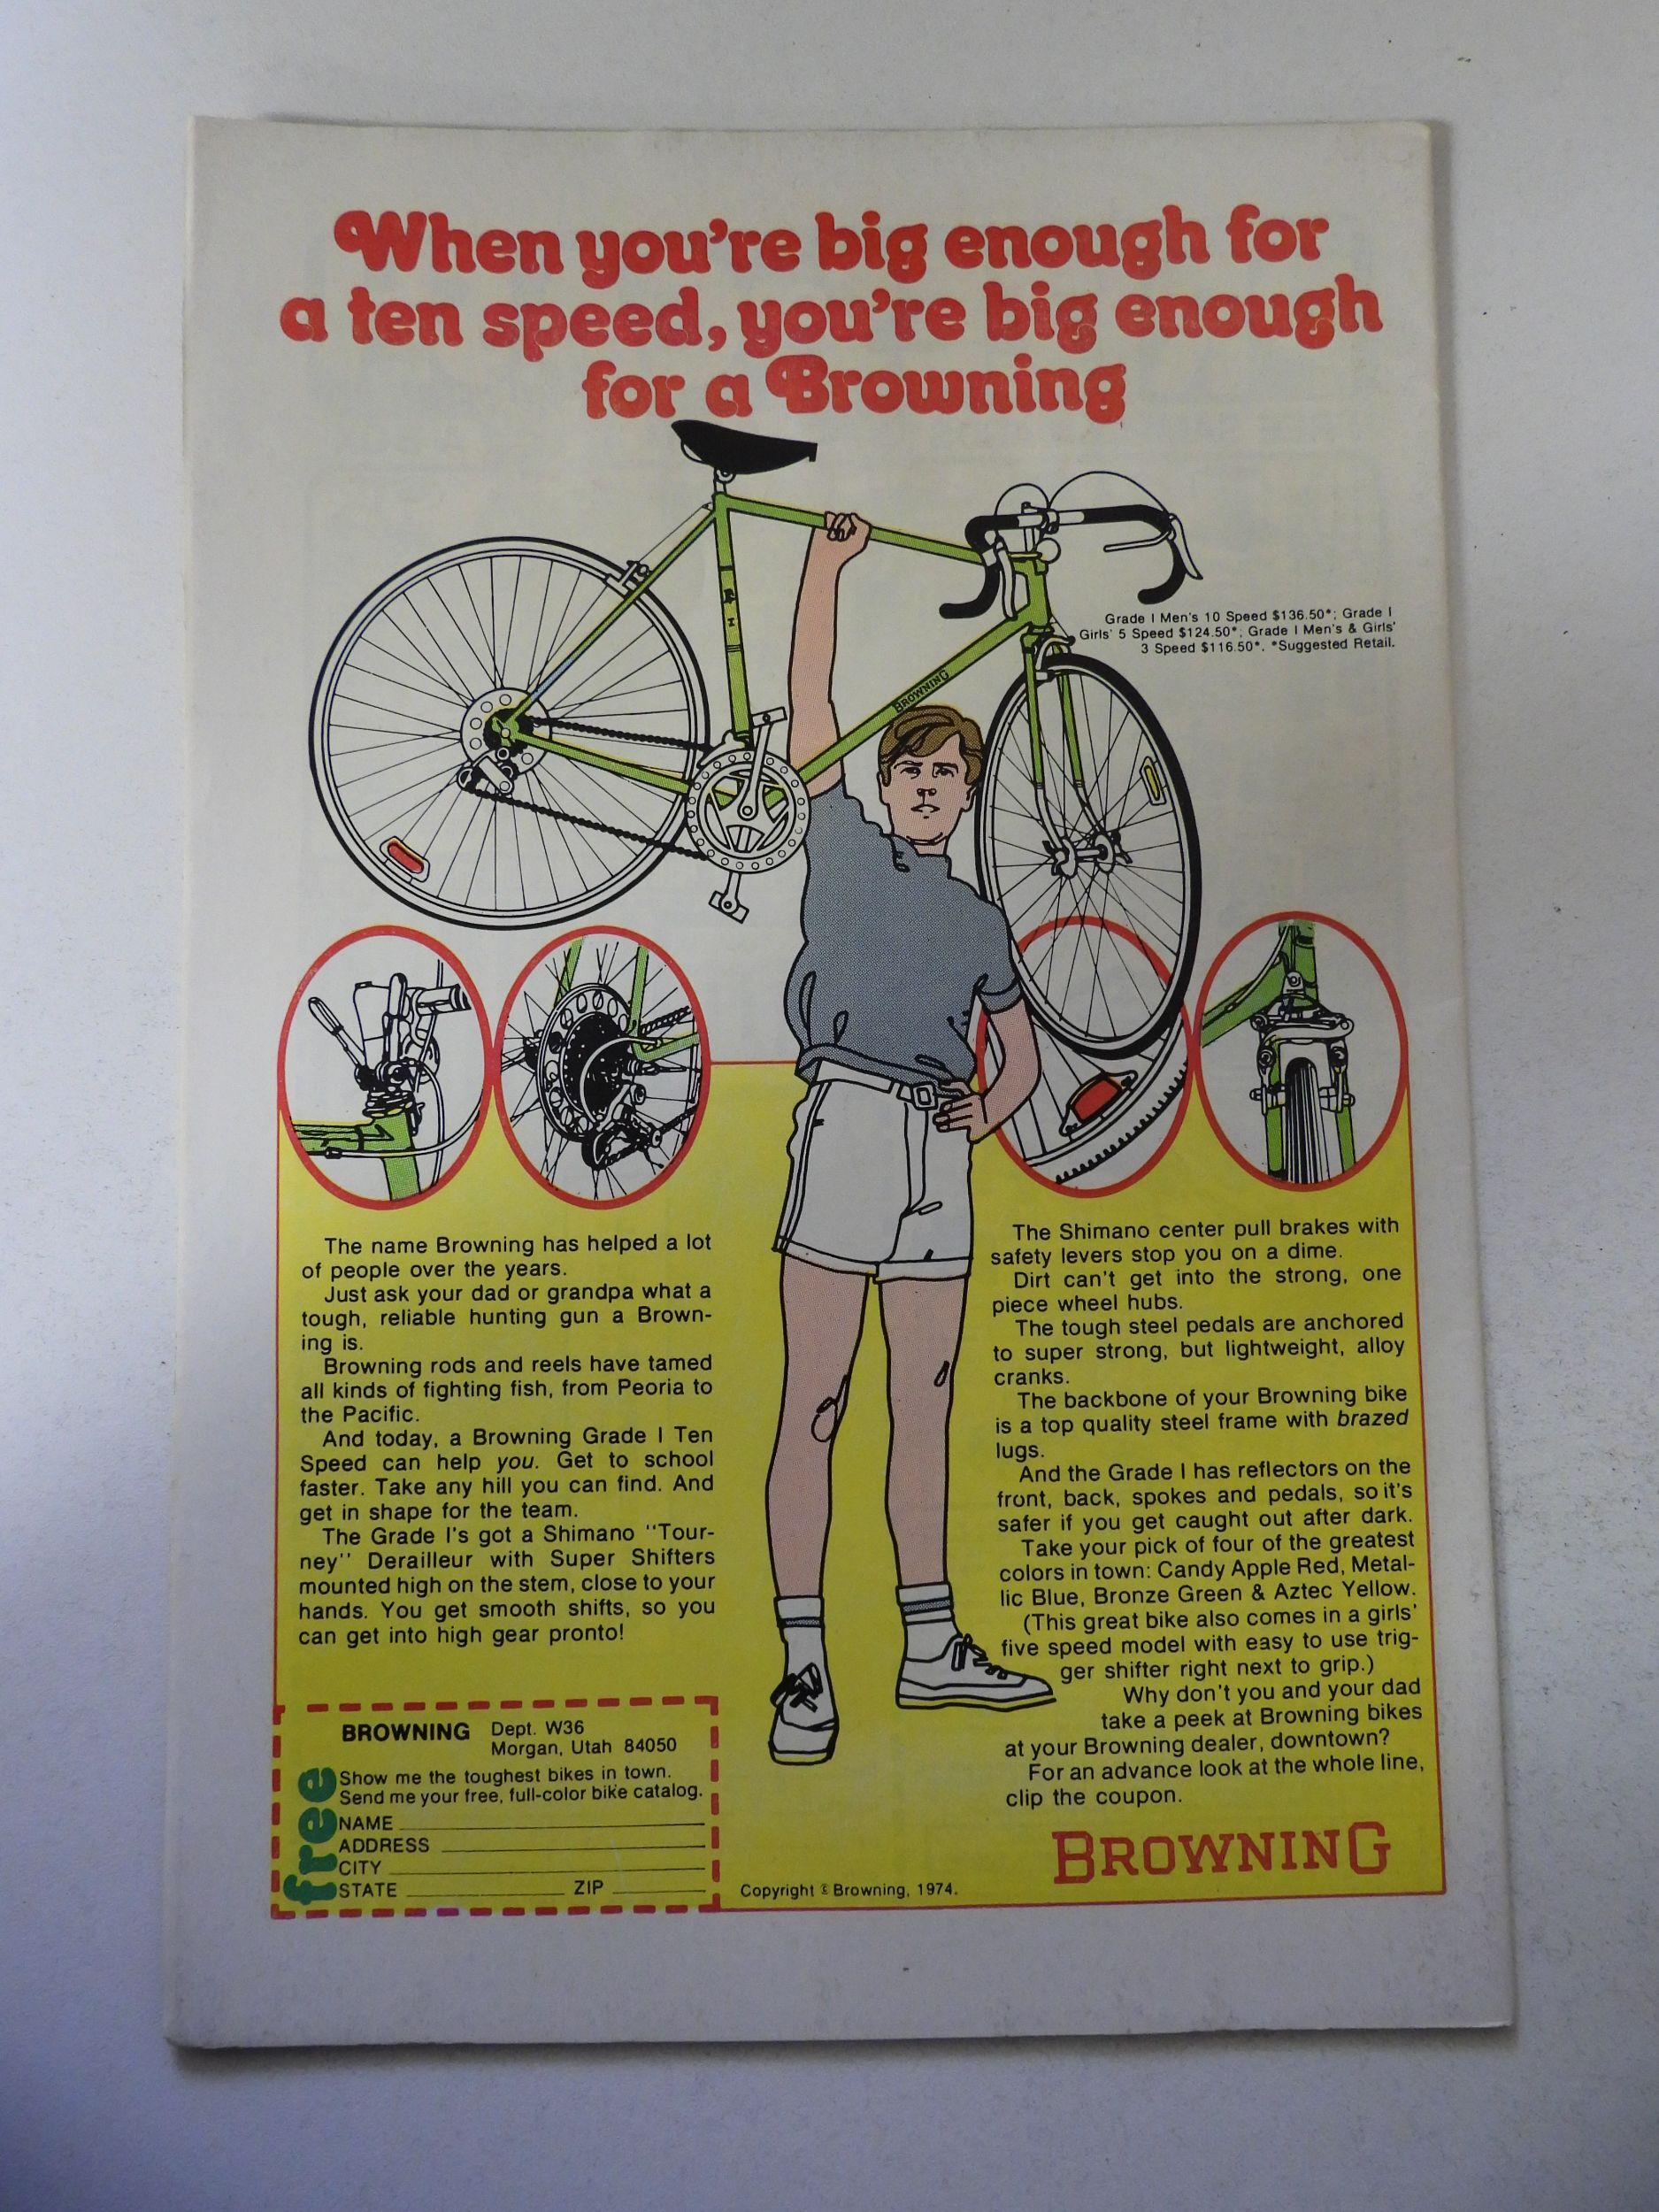 When you're big enough for
a ten speed, you're big enough
for a Browning
BROWNING
Grade I Men's 10 Speed $136.50*; Grade I
Girls' 5 Speed $124.50*; Grade I Men's & Girls'
3 Speed $116.50*. *Suggested Retail.
The name Browning has helped a lot
of people over the years.
Just ask your dad or grandpa what a
tough, reliable hunting gun a Brown-
ing is.
Browning rods and reels have tamed
all kinds of fighting fish, from Peoria to
the Pacific.
And today, a Browning Grade I Ten
Speed can help you. Get to school
faster. Take any hill you can find. And
get in shape for the team.
The Grade I's got a Shimano "Tour-
ney" Derailleur with Super Shifters
mounted high on the stem, close to your
hands. You get smooth shifts, so you
can get into high gear pronto!
The Shimano center pull brakes with
safety levers stop you on a dime.
Dirt can't get into the strong, one
piece wheel hubs.
The tough steel pedals are anchored
to super strong, but lightweight, alloy
cranks.
The backbone of your Browning bike
is a top quality steel frame with brazed
lugs.
And the Grade I has reflectors on the
front, back, spokes and pedals, so it's
safer if you get caught out after dark.
Take your pick of four of the greatest
colors in town: Candy Apple Red, Metal-
lic Blue, Bronze Green & Aztec Yellow.
(This great bike also comes in a girls'
five speed model with easy to use trig-
ger shifter right next to grip.)
Why don't you and your dad
take a peek at Browning bikes
at your Browning dealer, downtown?
For an advance look at the whole line,
clip the coupon.
BROWNING
BROWNING Dept. W36
Morgan, Utah 84050
free
Show me the toughest bikes in town.
Send me your free, full-color bike catalog.
NAME
ADDRESS
CITY
STATE ZIP
Copyright © Browning, 1974.